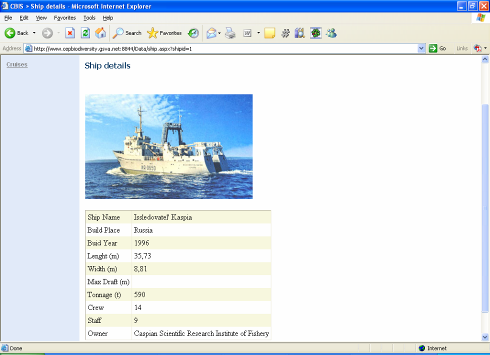 CBIS > Ship details - Microsoft Internet Explorer
File Edit View Favorites Tools Help
Back Search Favorites
Address http://www.cepbiodiversity.gsva.net:8844/Data/ship.aspx?shipid=1 Go Links
Cruises
Ship details
Ship Name Issledovatel' Kaspia
Build Place Russia
Buid Year 1996
Lenght (m) 35,73
Width (m) 8,81
Max Draft (m)
Tonnage (t) 590
Crew 14
Staff 9
Owner Caspian Scientific Research Institute of Fishery
Done Internet